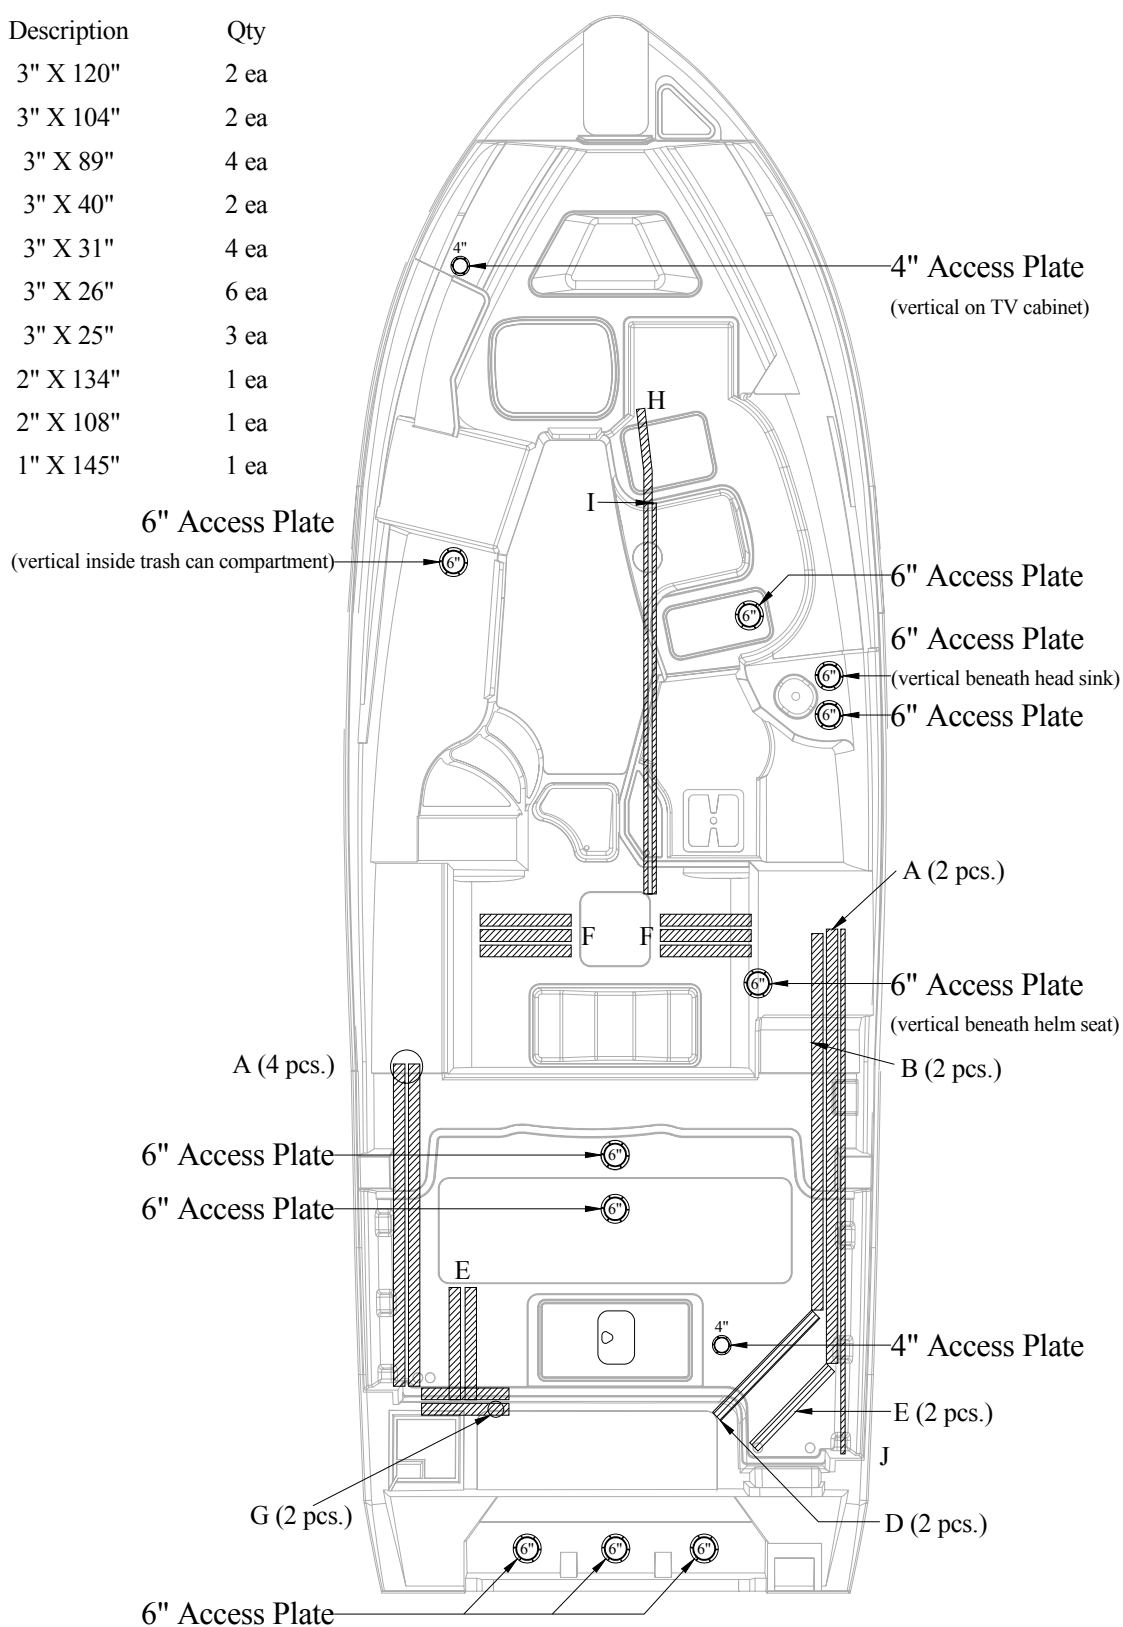 Description Qty
3" X 120" 2 ea
3" X 104" 2 ea
3" X 89" 4 ea
3" X 40" 2 ea
3" X 31" 4 ea
3" X 26" 6 ea
3" X 25" 3 ea
2" X 134" 1 ea
2" X 108" 1 ea
1" X 145" 1 ea
4"
4" Access Plate
(vertical on TV cabinet)
H
I
6" Access Plate
(vertical inside trash can compartment)
6"
6" Access Plate
6"
6" Access Plate
(vertical beneath head sink)
6"
6" Access Plate
6"
A (2 pcs.)
F
F
6"
6" Access Plate
(vertical beneath helm seat)
A (4 pcs.)
B (2 pcs.)
6" Access Plate
6"
6" Access Plate
6"
E
4"
4" Access Plate
E (2 pcs.)
J
G (2 pcs.)
D (2 pcs.)
6"
6"
6"
6" Access Plate